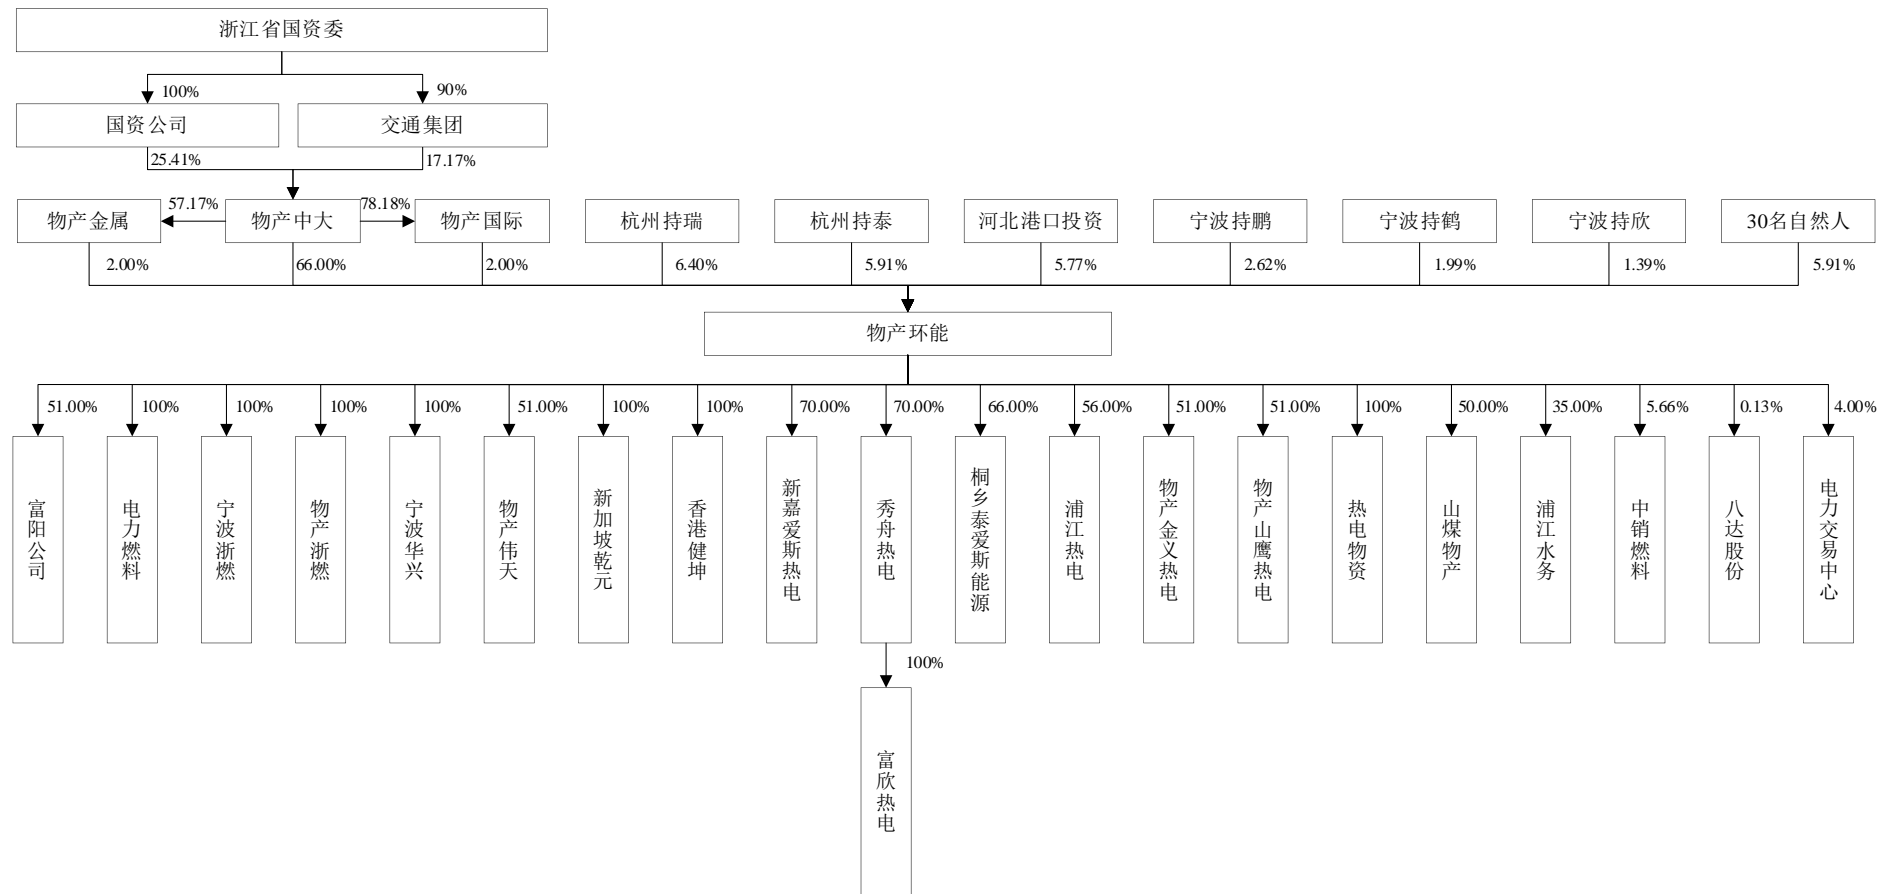 浙江省国资委
100%
90%
国资公司
交通集团
25.41%
17.17%
物产金属
57.17%
物产中大
78.18%
物产国际
杭州持瑞
杭州持泰
河北港口投资
宁波持鹏
宁波持鹤
宁波持欣
30名自然人
2.00%
66.00%
2.00%
6.40%
5.91%
5.77%
2.62%
1.99%
1.39%
5.91%
物产环能
51.00%
100%
100%
100%
100%
51.00%
100%
100%
70.00%
70.00%
66.00%
56.00%
51.00%
51.00%
100%
50.00%
35.00%
5.66%
0.13%
4.00%
富阳公司
电力燃料
宁波浙燃
物产浙燃
宁波华兴
物产伟天
新加坡乾元
香港健坤
新嘉爱斯热电
秀舟热电
桐乡泰爱斯能源
浦江热电
物产金义热电
物产山鹰热电
热电物资
山煤物产
浦江水务
中销燃料
八达股份
电力交易中心
100%
富欣热电